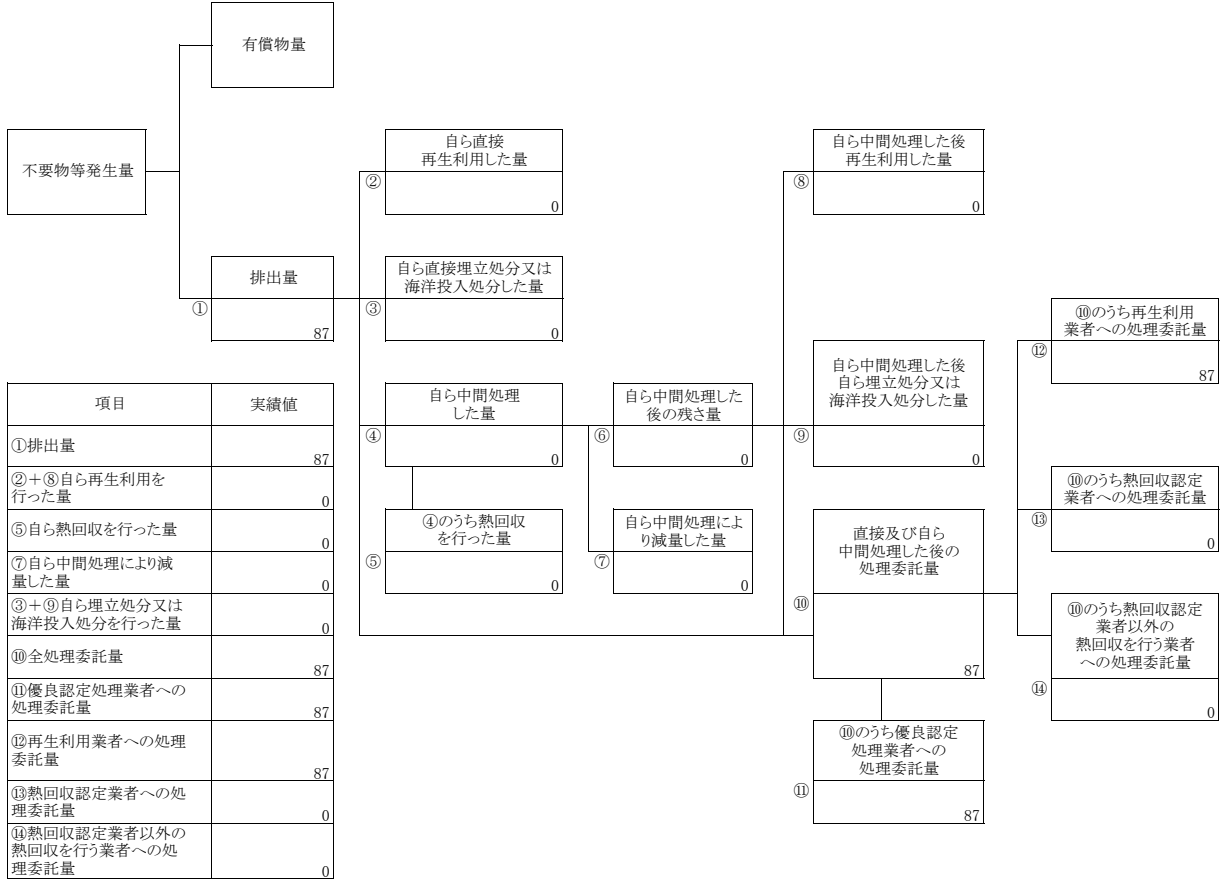 有償物量
不要物等発生量
自ら直接
再生利用した量
②
0
自ら中間処理した後
再生利用した量
⑧
0
排出量
①
87
自ら直接埋立処分又は
海洋投入処分した量
③
0
⑩のうち再生利用
業者への処理委託量
⑫
87
自ら中間処理
した量
④
0
自ら中間処理した
後の残さ量
⑥
0
自ら中間処理した後
自ら埋立処分又は
海洋投入処分した量
⑨
0
④のうち熱回収
を行った量
⑤
0
自ら中間処理によ
り減量した量
⑦
0
直接及び自ら
中間処理した後の
処理委託量
⑩
87
⑩のうち熱回収認定
業者への処理委託量
⑬
0
⑩のうち熱回収認定
業者以外の
熱回収を行う業者
への処理委託量
⑭
0
⑩のうち優良認定
処理業者への
処理委託量
⑪
87
項目 実績値
①排出量
87
②＋⑧自ら再生利用を
行った量
0
⑤自ら熱回収を行った量
0
⑦自ら中間処理により減
量した量
0
③＋⑨自ら埋立処分又は
海洋投入処分を行った量
0
⑩全処理委託量
87
⑪優良認定処理業者への
処理委託量
87
⑫再生利用業者への処理
委託量
87
⑬熱回収認定業者への処
理委託量
0
⑭熱回収認定業者以外の
熱回収を行う業者への処
理委託量
0